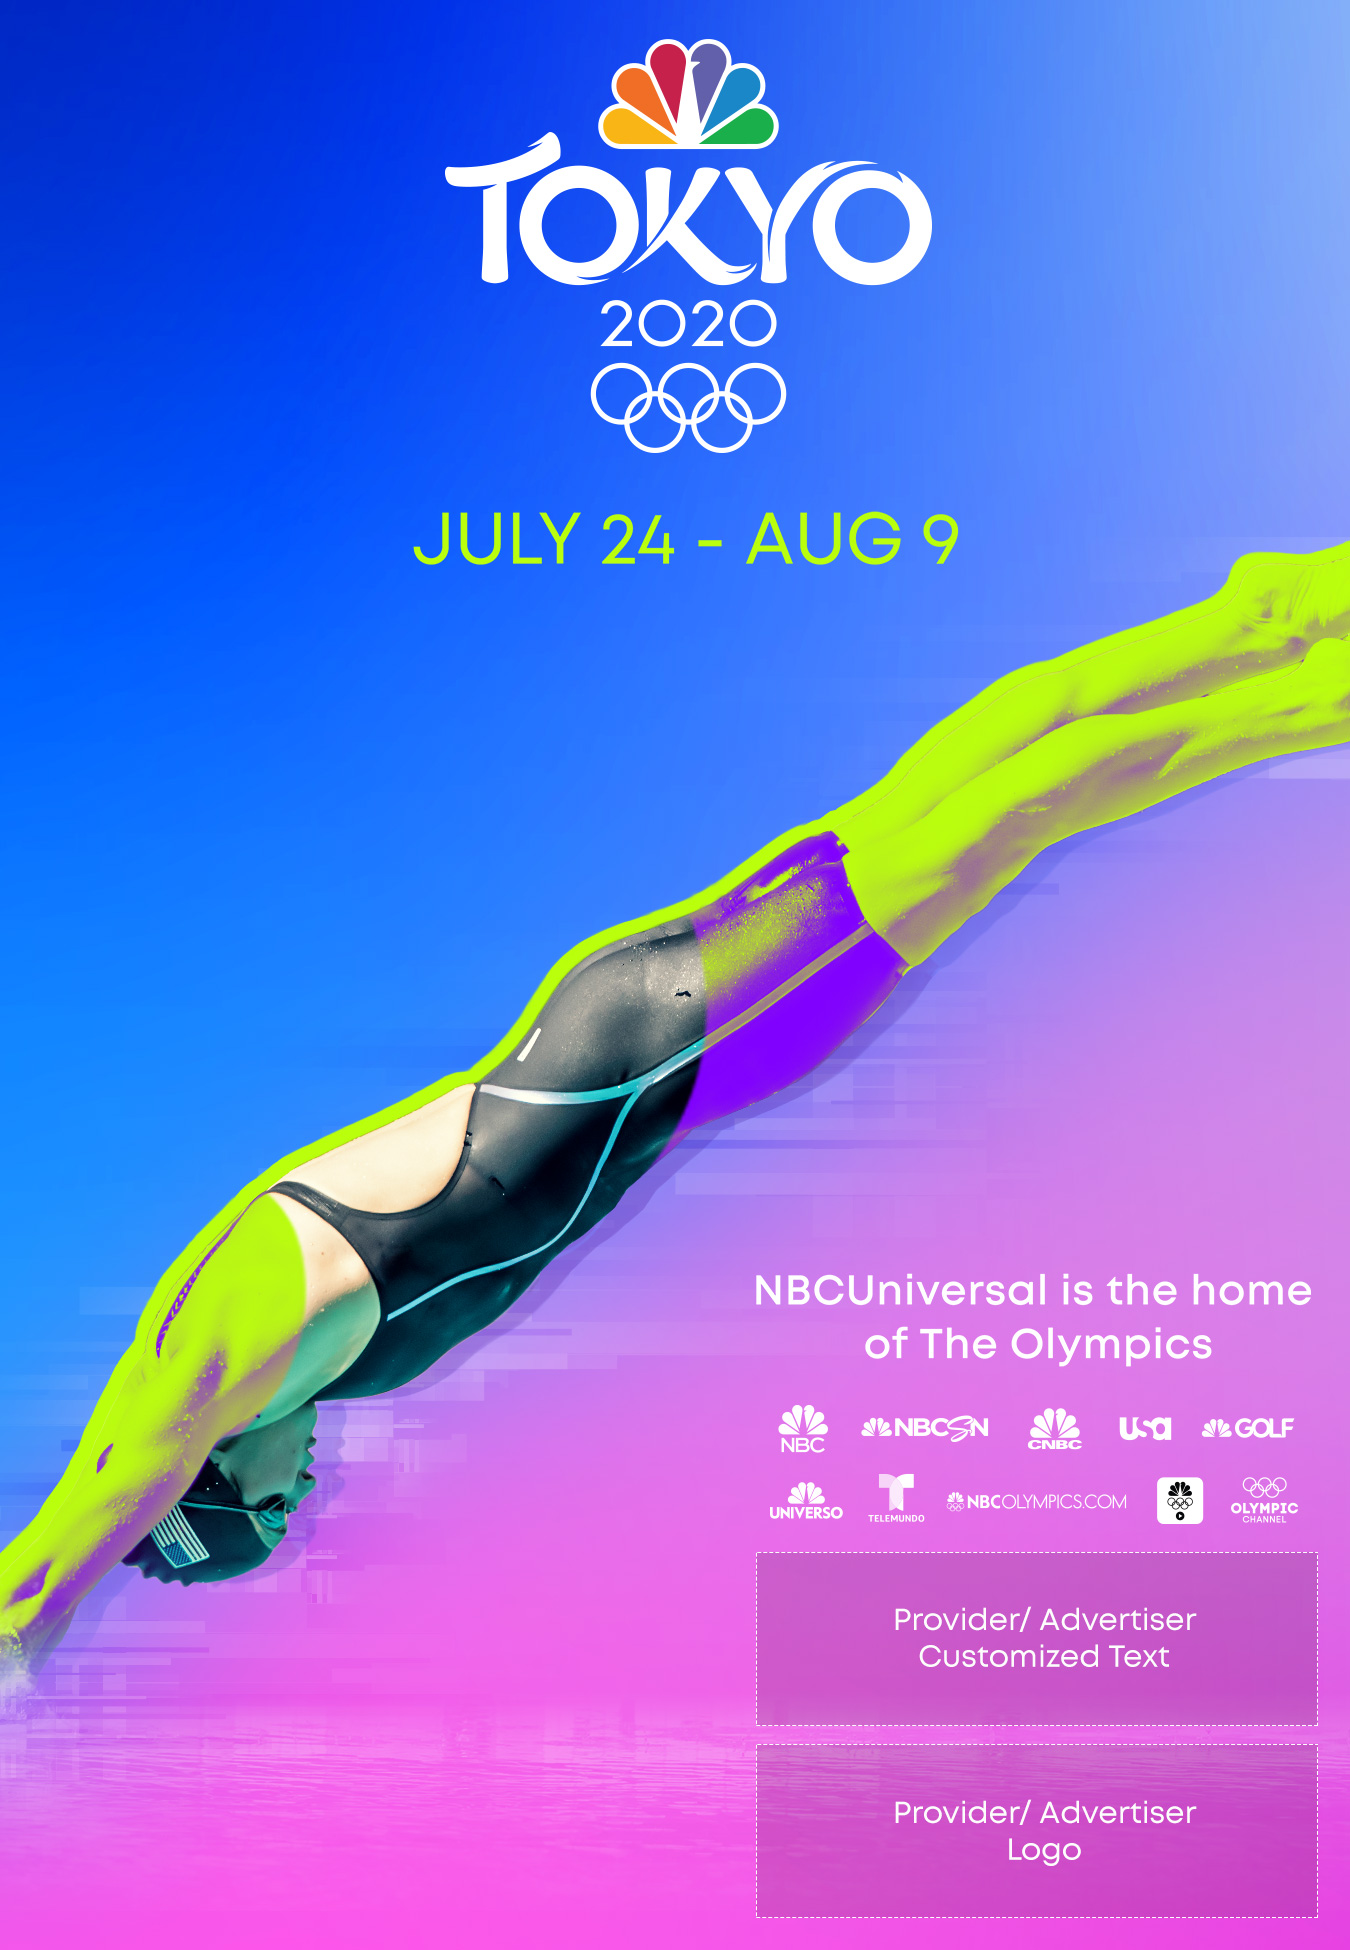 TOKYO
2020
JULY 24 - AUG 9
NBCUniversal is the home
of The Olympics
NBC NBCSN CNBC USA GOLF
UNIVERSO TELEMUNDO NBCOLYMPICS.COM OLYMPIC CHANNEL
Provider/ Advertiser
Customized Text
Provider/ Advertiser
Logo